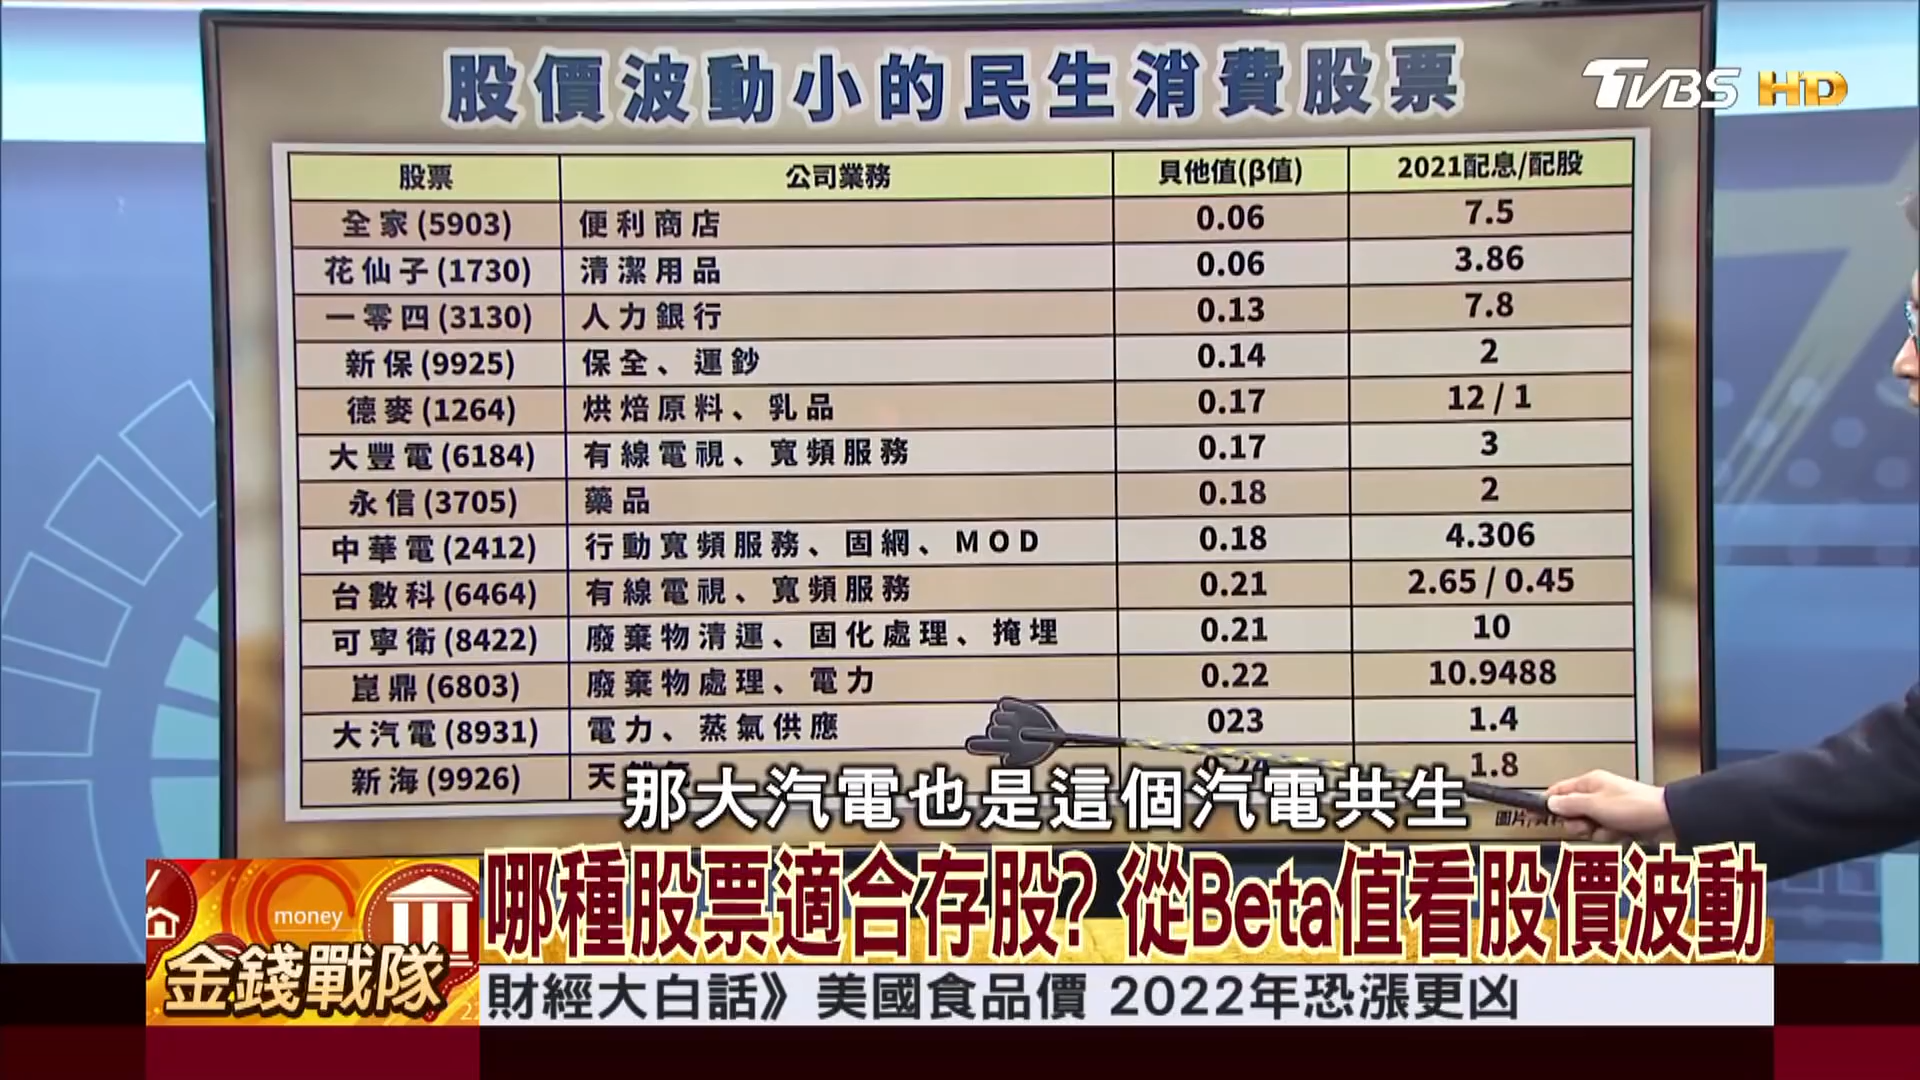 股價波動小的民生消費股票
TVBS HD
股票 公司業務 貝他值(β值) 2021配息/配股
全家(5903) 便利商店 0.06 7.5
花仙子(1730) 清潔用品 0.06 3.86
一零四(3130) 人力銀行 0.13 7.8
新保(9925) 保全、運鈔 0.14 2
德麥(1264) 烘焙原料、乳品 0.17 12 / 1
大豐電(6184) 有線電視、寬頻服務 0.17 3
永信(3705) 藥品 0.18 2
中華電(2412) 行動寬頻服務、固網、MOD 0.18 4.306
台數科(6464) 有線電視、寬頻服務 0.21 2.65 / 0.45
可寧衛(8422) 廢棄物清運、固化處理、掩埋 0.21 10
崑鼎(6803) 廢棄物處理、電力 0.22 10.9488
大汽電(8931) 電力、蒸氣供應 023 1.4
新海(9926) 天 1.8
那大汽電也是這個汽電共生
圖片/
哪種股票適合存股? 從Beta值看股價波動
money
金錢戰隊
財經大白話》美國食品價 2022年恐漲更凶